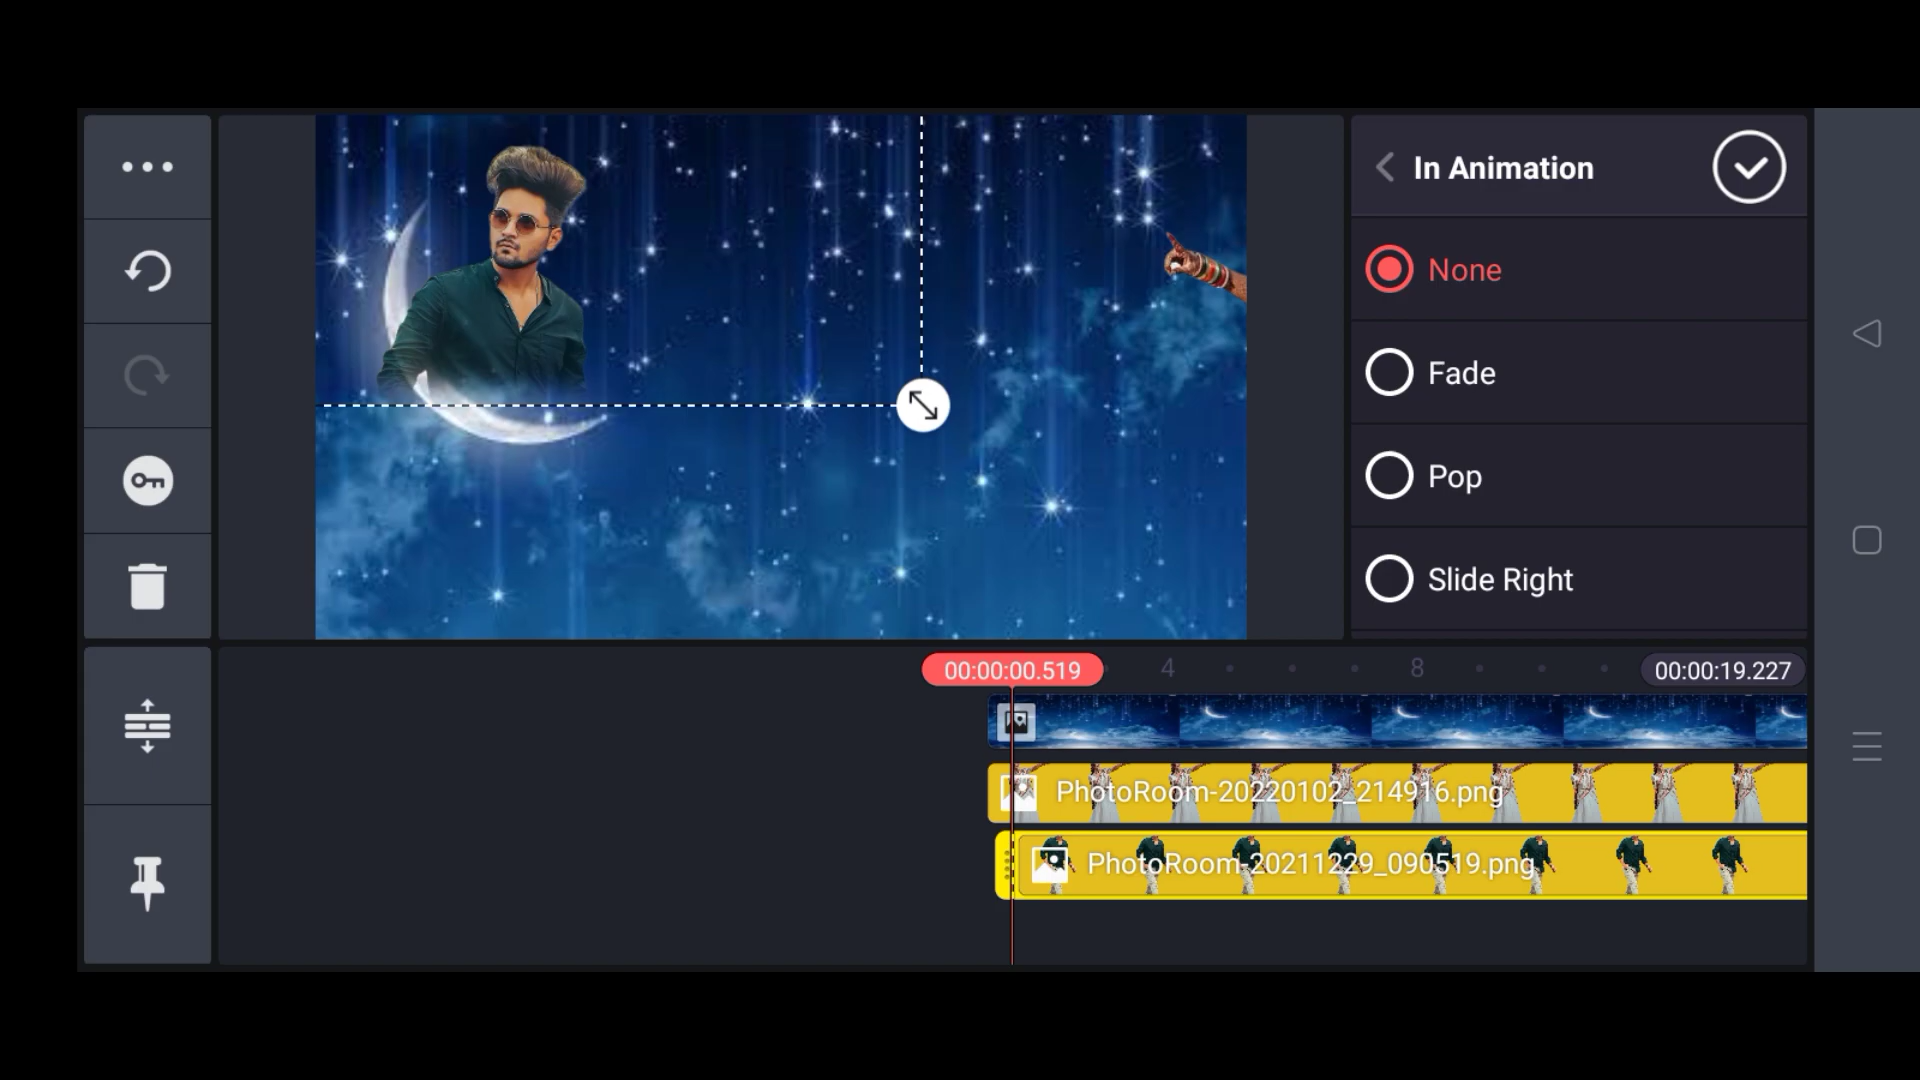 In Animation
None
Fade
Pop
Slide Right
00:00:00.519
4
8
00:00:19.227
PhotoRoom-20220102_214916.png
PhotoRoom-20211229_090519.png